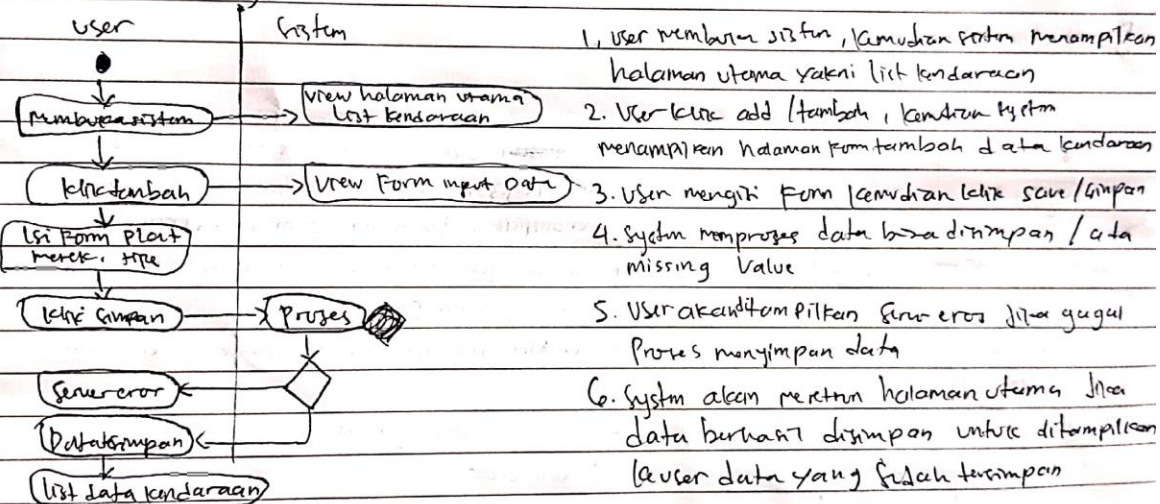 user
Sistem
membuka sistem
view halaman utama
list kendaraan
klik tambah
view Form input Data
Isi Form Plat
merek, tipe
klik Simpan
Proses
Server eror
Data tersimpan
list data kendaraan
1. user membuka sistem, kemudian sistem menampilkan
halaman utama yakni list kendaraan
2. User klik add / tambah, kemudian system
menampilkan halaman form tambah data kendaraan
3. User mengisi Form kemudian klik save / simpan
4. System memproses data bisa disimpan / ada
missing Value
5. User akan ditampilkan Server eros jika gagal
Proses menyimpan data
6. System akan meretrun halaman utama jika
data berhasil disimpan untuk ditampilkan
ke user data yang sudah tersimpan